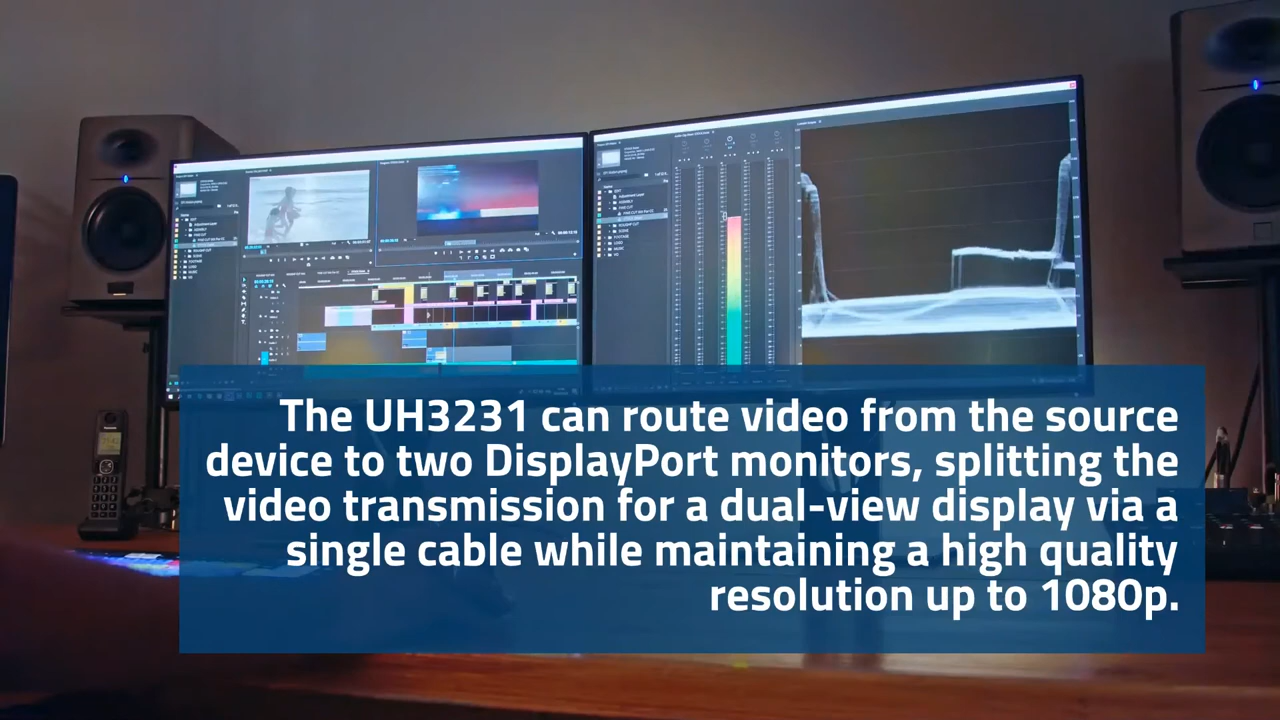 The UH3231 can route video from the source
device to two DisplayPort monitors, splitting the
video transmission for a dual-view display via a
single cable while maintaining a high quality
resolution up to 1080p.